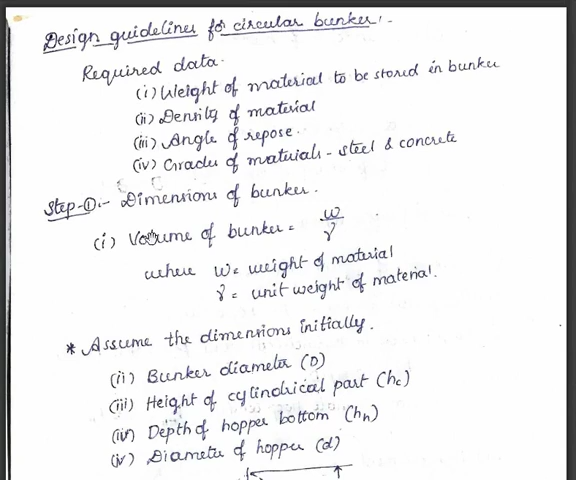 Design guidelines for circular bunker:-
Required data-
(i) Weight of material to be stored in bunker
(ii) Density of material
(iii) Angle of repose.
(iv) Grades of materials - steel & concrete
Step-①:- Dimensions of bunker.
(i) Volume of bunker = w/γ
where w = weight of material
γ = unit weight of material.
* Assume the dimensions initially.
(ii) Bunker diameter (D)
(iii) Height of cylindrical part (hc)
(iv) Depth of hopper bottom (hh)
(iv) Diameter of hopper (d)